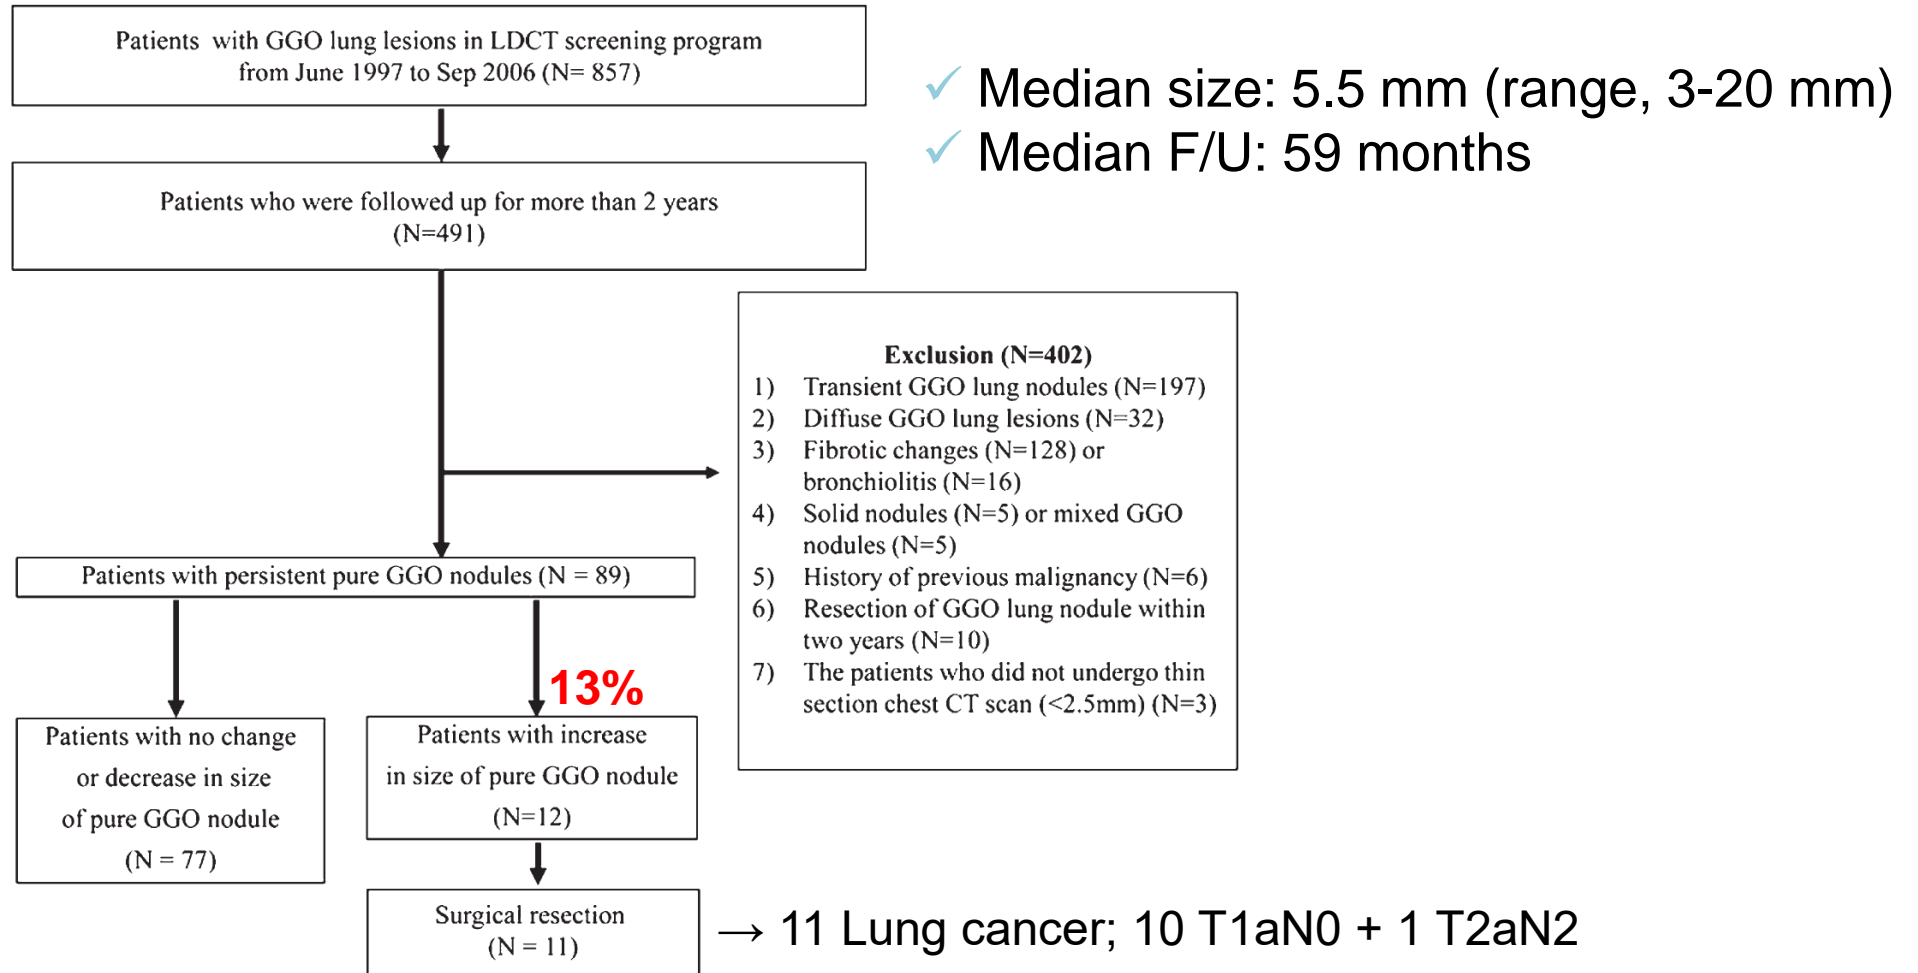 Patients with GGO lung lesions in LDCT screening program
from June 1997 to Sep 2006 (N= 857)
✓ Median size: 5.5 mm (range, 3-20 mm)
✓ Median F/U: 59 months
Patients who were followed up for more than 2 years
(N=491)
Exclusion (N=402)
1) Transient GGO lung nodules (N=197)
2) Diffuse GGO lung lesions (N=32)
3) Fibrotic changes (N=128) or
bronchiolitis (N=16)
4) Solid nodules (N=5) or mixed GGO
nodules (N=5)
5) History of previous malignancy (N=6)
6) Resection of GGO lung nodule within
two years (N=10)
7) The patients who did not undergo thin
section chest CT scan (<2.5mm) (N=3)
Patients with persistent pure GGO nodules (N = 89)
13%
Patients with no change
or decrease in size
of pure GGO nodule
(N = 77)
Patients with increase
in size of pure GGO nodule
(N=12)
Surgical resection
(N = 11)
→ 11 Lung cancer; 10 T1aN0 + 1 T2aN2